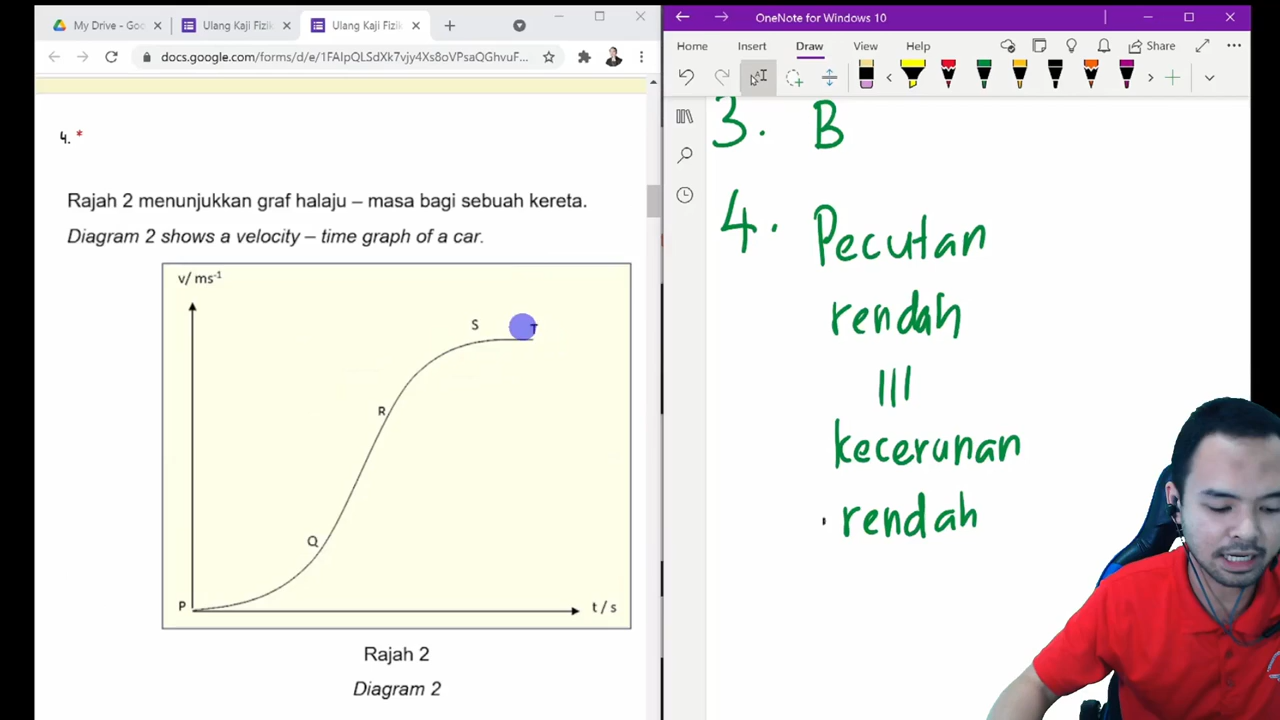 My Drive - Goo
Ulang Kaji Fizik
Ulang Kaji Fizik
docs.google.com/forms/d/e/1FAIpQLSdXk7vjy4Xs8oVPsaQGhvuF...
4. *
Rajah 2 menunjukkan graf halaju – masa bagi sebuah kereta.
Diagram 2 shows a velocity – time graph of a car.
v/ ms-1
S
T
R
Q
P
t / s
Rajah 2
Diagram 2
OneNote for Windows 10
Home Insert Draw View Help
Share
3. B
4. Pecutan
rendah
|||
kecerunan
rendah